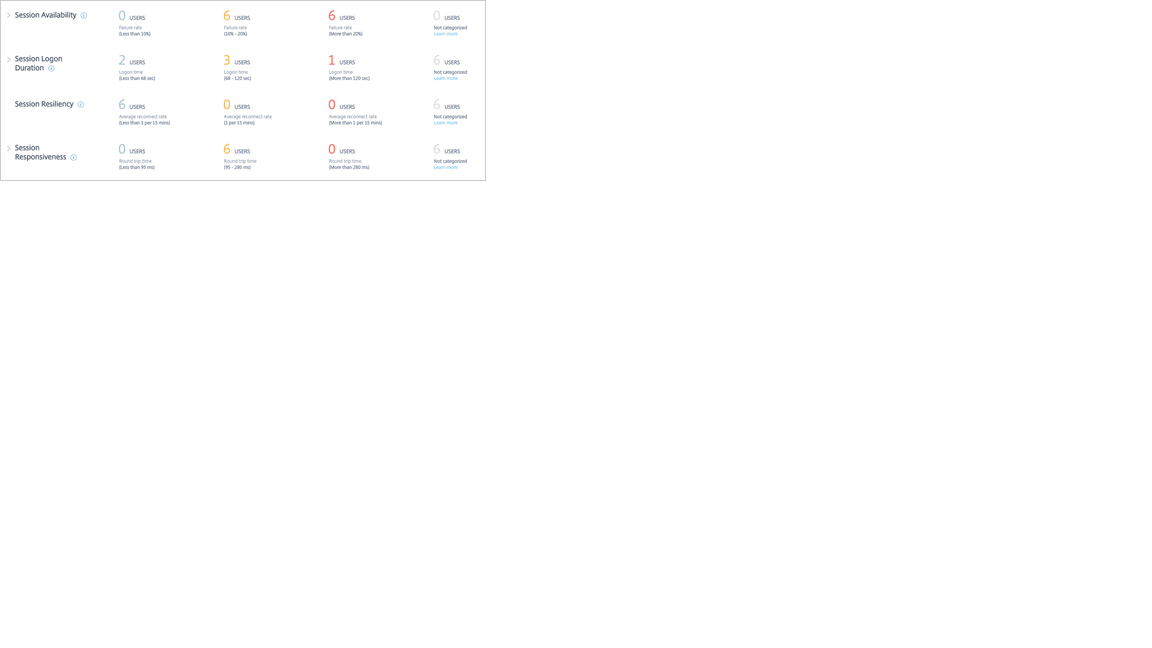 Session Availability
0 USERS
Failure rate
(Less than 10%)
6 USERS
Failure rate
(10% - 20%)
6 USERS
Failure rate
(More than 20%)
0 USERS
Not categorized
Learn more
Session Logon
Duration
2 USERS
Logon time
(Less than 68 sec)
3 USERS
Logon time
(68 - 120 sec)
1 USERS
Logon time
(More than 120 sec)
6 USERS
Not categorized
Learn more
Session Resiliency
6 USERS
Average reconnect rate
(Less than 1 per 15 mins)
0 USERS
Average reconnect rate
(1 per 15 mins)
0 USERS
Average reconnect rate
(More than 1 per 15 mins)
6 USERS
Not categorized
Learn more
Session
Responsiveness
0 USERS
Round trip time
(Less than 95 ms)
6 USERS
Round trip time
(95 - 280 ms)
0 USERS
Round trip time
(More than 280 ms)
6 USERS
Not categorized
Learn more